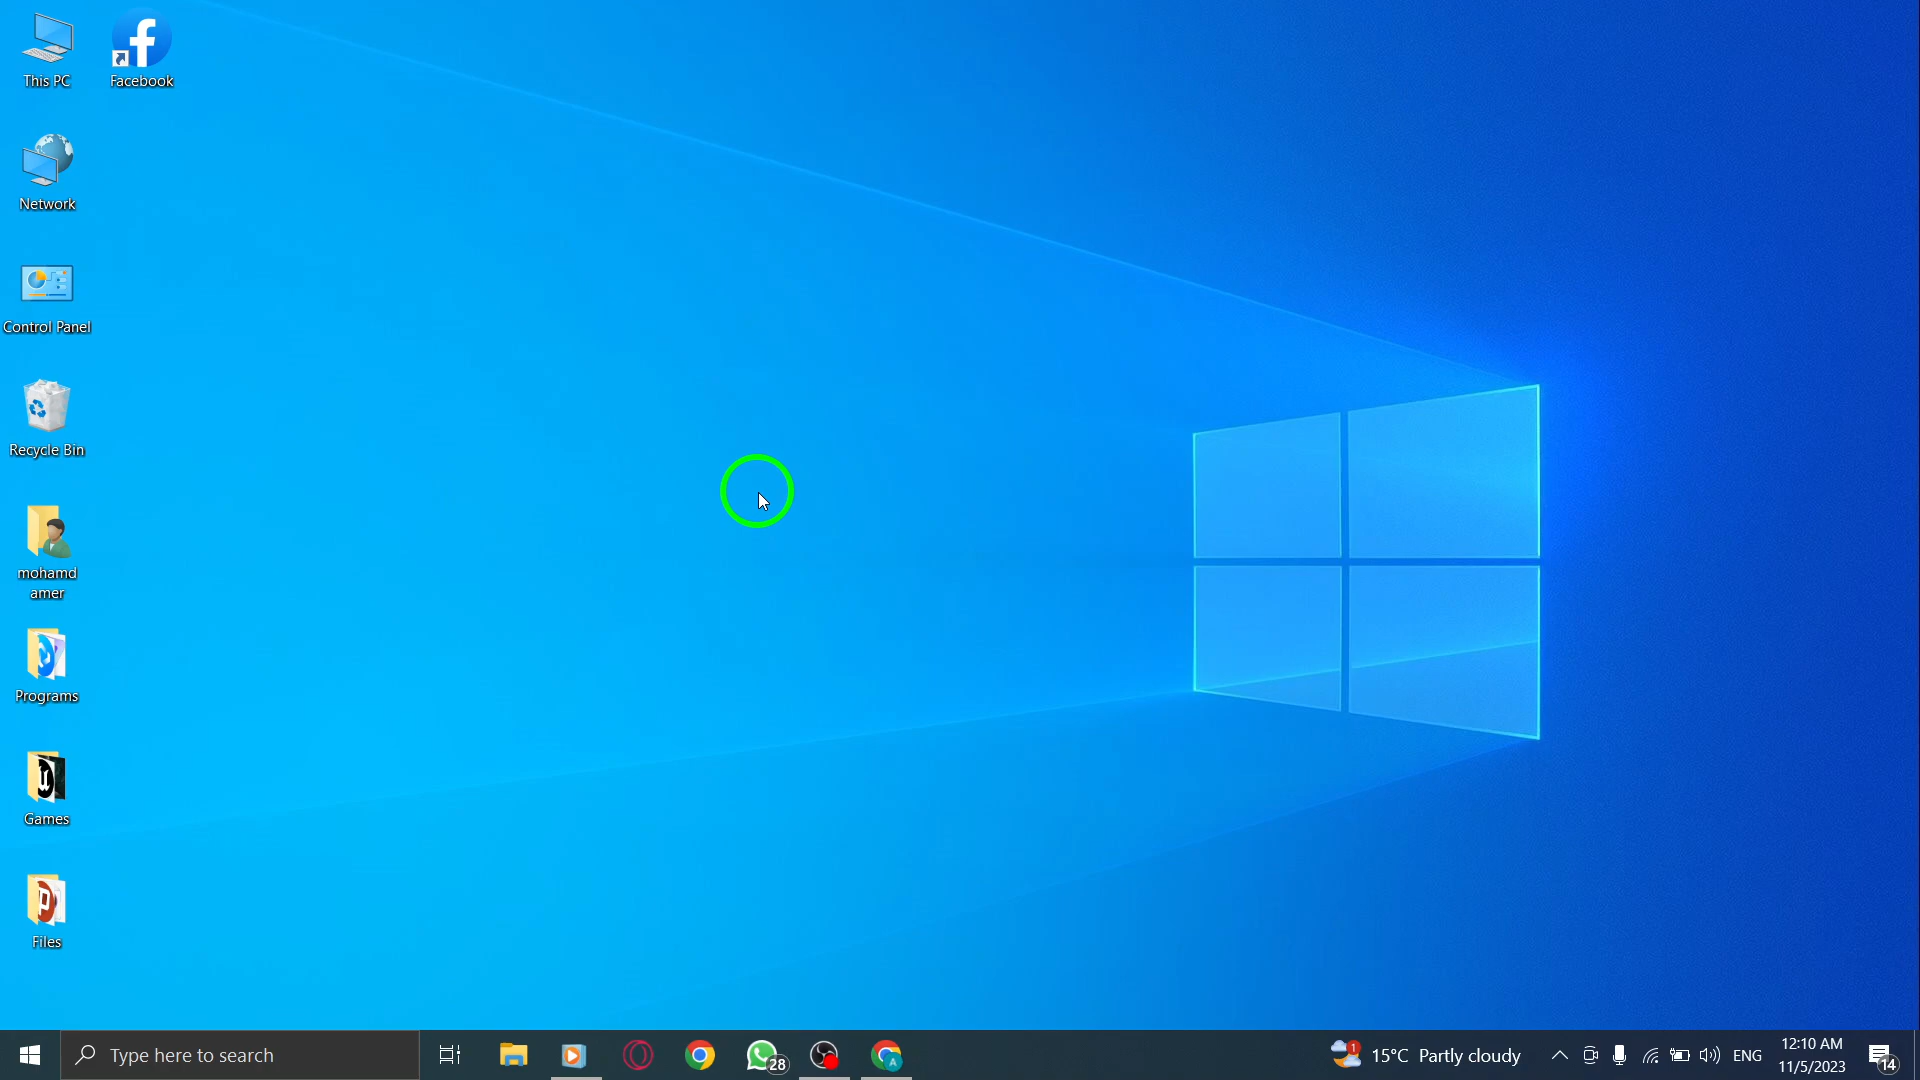 This PC
Facebook
Network
Control Panel
Recycle Bin
mohamd
amer
Programs
Games
Files
Type here to search
28
A
1
15°C Partly cloudy
ENG
12:10 AM
11/5/2023
14